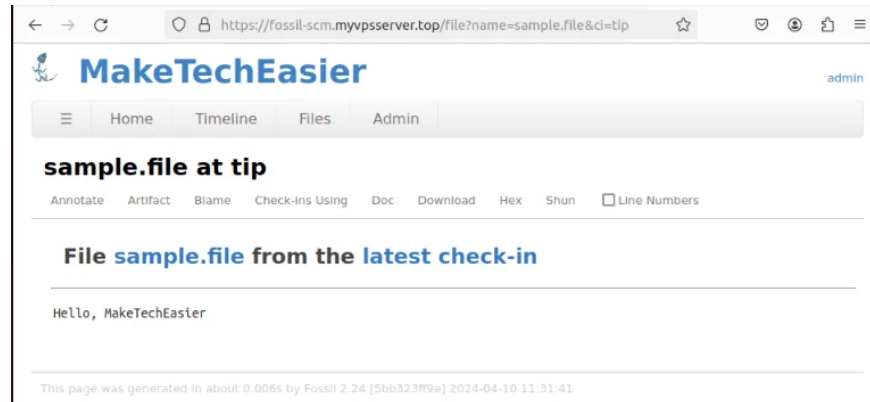 https://fossil-scm.myvpsserver.top/file?name=sample.file&ci=tip
MakeTechEasier
admin
☰ Home Timeline Files Admin
sample.file at tip
Annotate Artifact Blame Check-Ins Using Doc Download Hex Shun Line Numbers
File sample.file from the latest check-in
Hello, MakeTechEasier
This page was generated in about 0.006s by Fossil 2.24 [5bb323ff9e] 2024-04-10 11:31:41